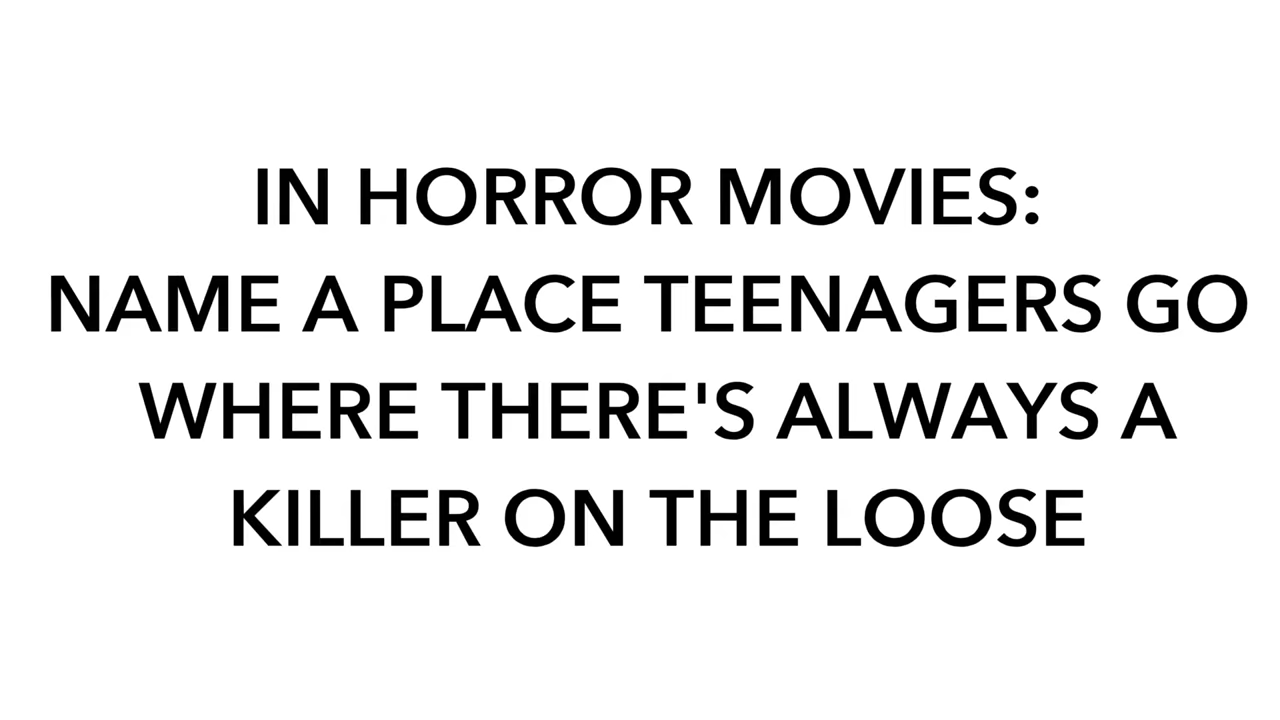 IN HORROR MOVIES:
NAME A PLACE TEENAGERS GO
WHERE THERE'S ALWAYS A
KILLER ON THE LOOSE